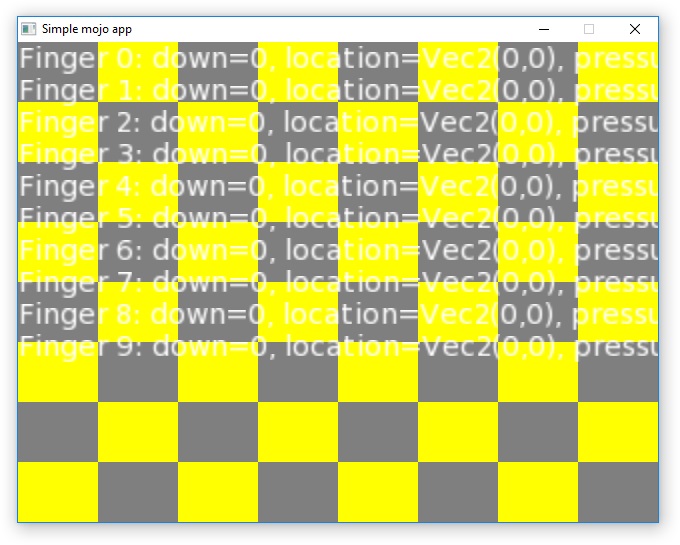 Simple mojo app
Finger 0: down=0, location=Vec2(0,0), pressu
Finger 1: down=0, location=Vec2(0,0), pressu
Finger 2: down=0, location=Vec2(0,0), pressu
Finger 3: down=0, location=Vec2(0,0), pressu
Finger 4: down=0, location=Vec2(0,0), pressu
Finger 5: down=0, location=Vec2(0,0), pressu
Finger 6: down=0, location=Vec2(0,0), pressu
Finger 7: down=0, location=Vec2(0,0), pressu
Finger 8: down=0, location=Vec2(0,0), pressu
Finger 9: down=0, location=Vec2(0,0), pressu